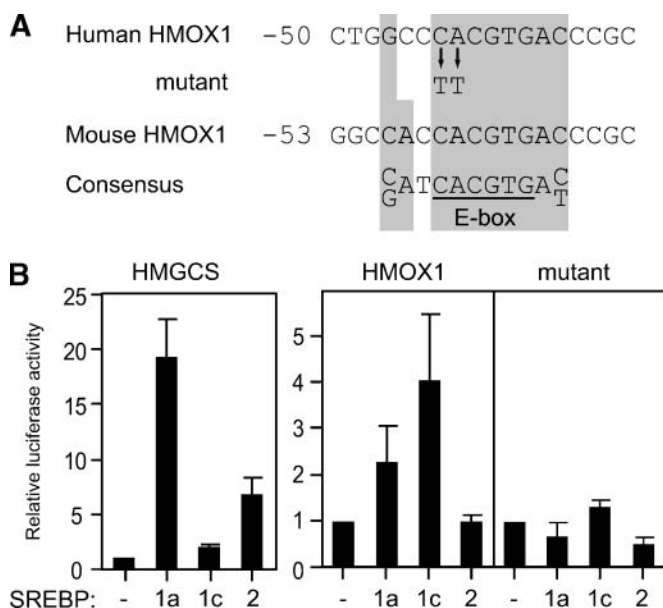 A
Human HMOX1 -50 CTGGCCCACGTGACCCGC
mutant TT
Mouse HMOX1 -53 GGCCACCACGTGACCCGC
Consensus C/G ATCACGTGA C/T
E-box
B
HMGCS HMOX1 mutant
Relative luciferase activity
25
20
15
10
5
0
5
4
3
2
1
0
SREBP: - 1a 1c 2 - 1a 1c 2 - 1a 1c 2